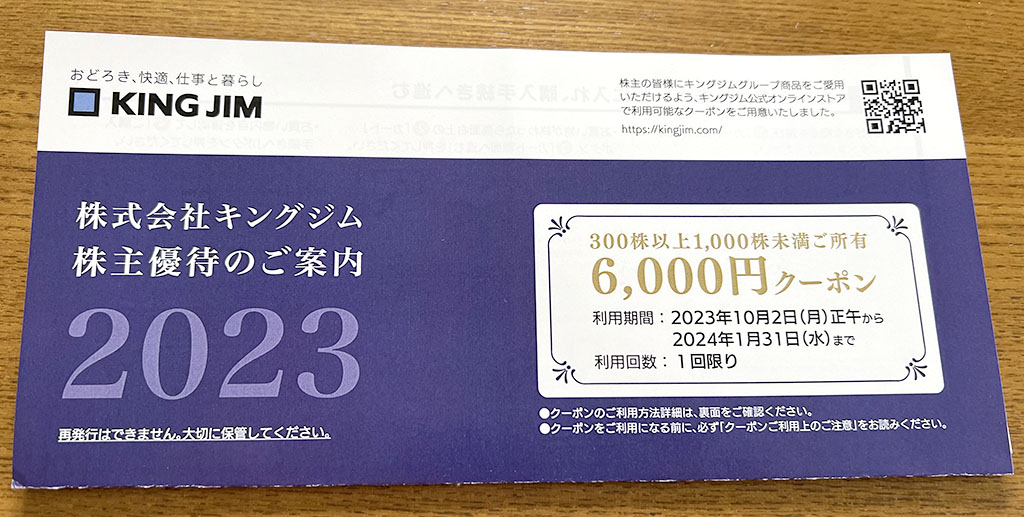 おどろき、快適、仕事と暮らし
KING JIM
株主の皆様にキングジムグループ商品をご愛用
いただけるよう、キングジム公式オンラインストア
で利用可能なクーポンをご用意いたしました。
https://kingjim.com/
株式会社キングジム
株主優待のご案内
2023
再発行はできません。大切に保管してください。
300株以上1,000株未満ご所有
6,000円クーポン
利用期間：2023年10月2日(月)正午から
2024年1月31日(水)まで
利用回数：1回限り
●クーポンのご利用方法詳細は、裏面をご確認ください。
●クーポンをご利用になる前に、必ず「クーポンご利用上のご注意」をお読みください。